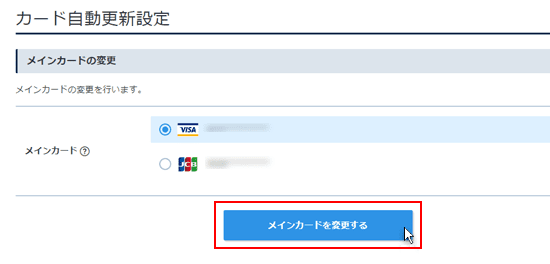 カード自動更新設定
メインカードの変更
メインカードの変更を行います。
メインカード ?
VISA
JCB
メインカードを変更する